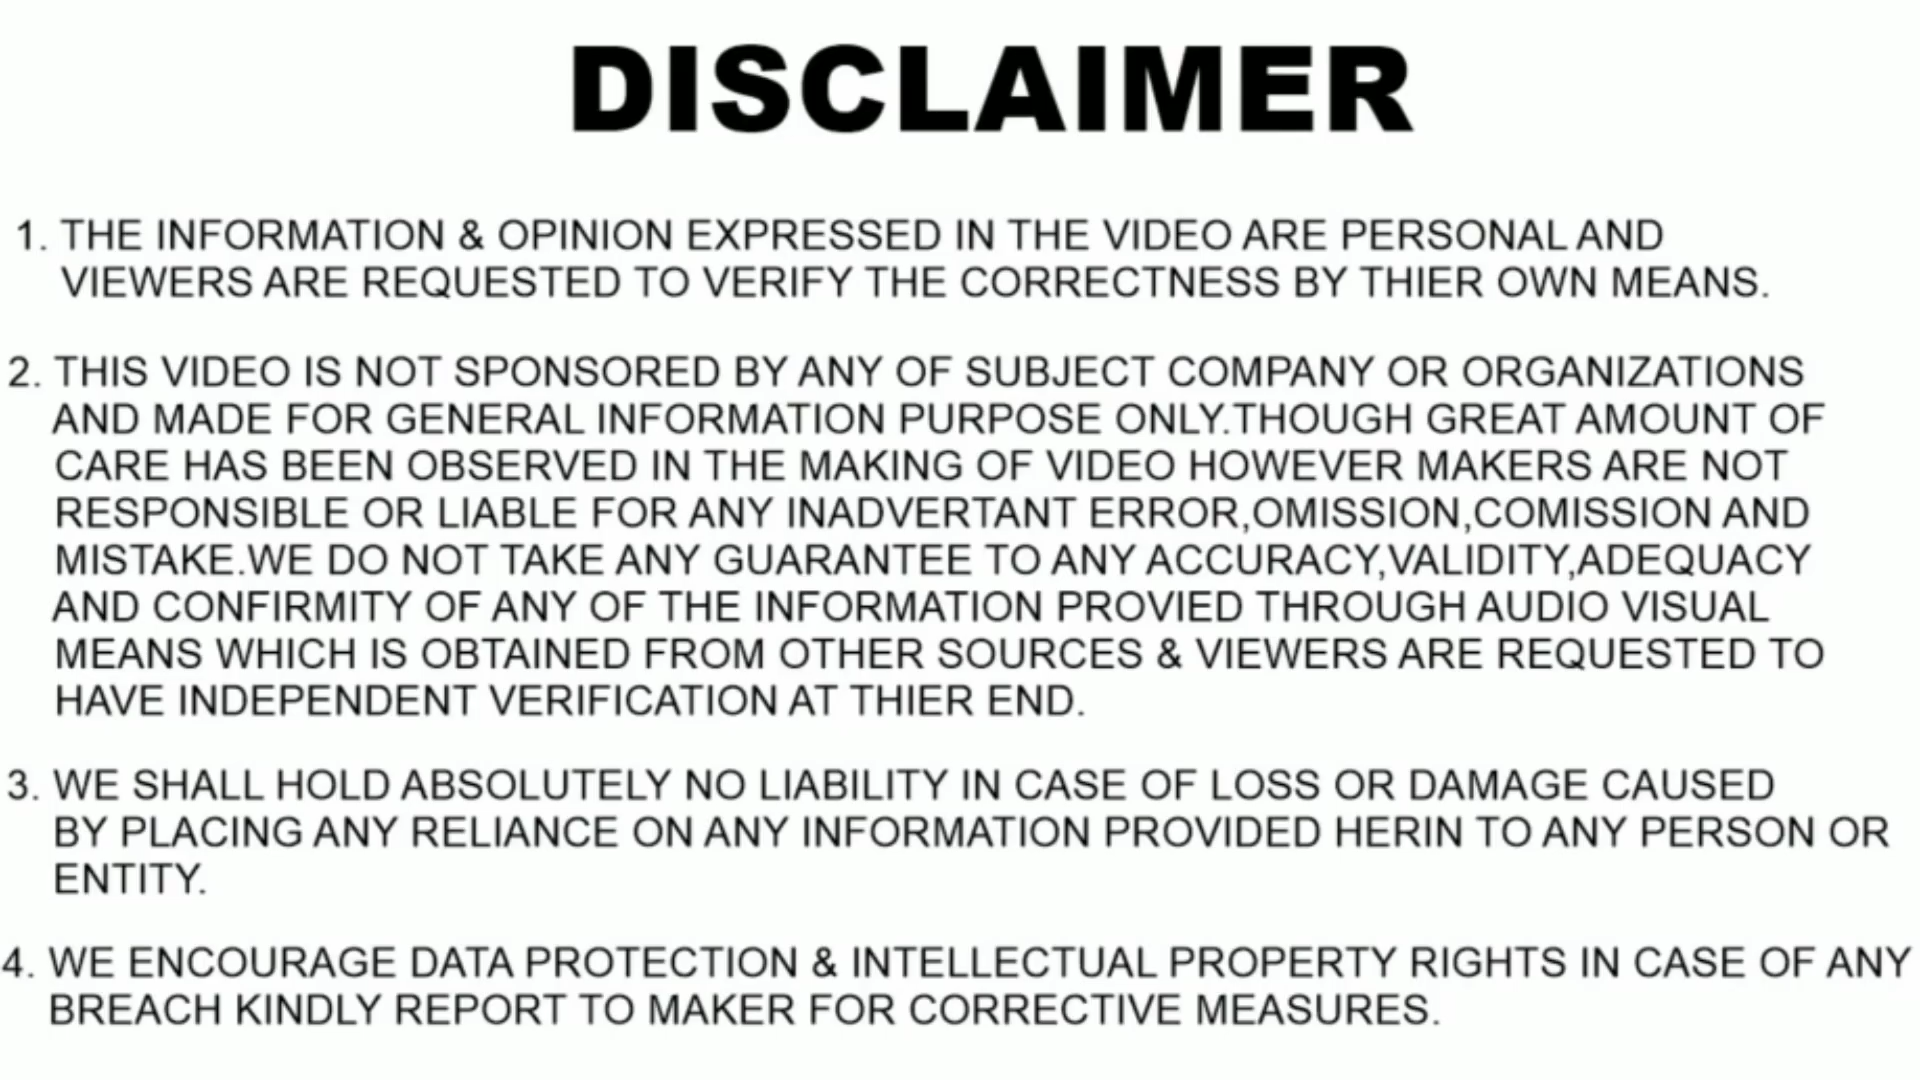 DISCLAIMER
1. THE INFORMATION & OPINION EXPRESSED IN THE VIDEO ARE PERSONAL AND
VIEWERS ARE REQUESTED TO VERIFY THE CORRECTNESS BY THIER OWN MEANS.
2. THIS VIDEO IS NOT SPONSORED BY ANY OF SUBJECT COMPANY OR ORGANIZATIONS
AND MADE FOR GENERAL INFORMATION PURPOSE ONLY.THOUGH GREAT AMOUNT OF
CARE HAS BEEN OBSERVED IN THE MAKING OF VIDEO HOWEVER MAKERS ARE NOT
RESPONSIBLE OR LIABLE FOR ANY INADVERTANT ERROR,OMISSION,COMISSION AND
MISTAKE.WE DO NOT TAKE ANY GUARANTEE TO ANY ACCURACY,VALIDITY,ADEQUACY
AND CONFIRMITY OF ANY OF THE INFORMATION PROVIED THROUGH AUDIO VISUAL
MEANS WHICH IS OBTAINED FROM OTHER SOURCES & VIEWERS ARE REQUESTED TO
HAVE INDEPENDENT VERIFICATION AT THIER END.
3. WE SHALL HOLD ABSOLUTELY NO LIABILITY IN CASE OF LOSS OR DAMAGE CAUSED
BY PLACING ANY RELIANCE ON ANY INFORMATION PROVIDED HERIN TO ANY PERSON OR
ENTITY.
4. WE ENCOURAGE DATA PROTECTION & INTELLECTUAL PROPERTY RIGHTS IN CASE OF ANY
BREACH KINDLY REPORT TO MAKER FOR CORRECTIVE MEASURES.